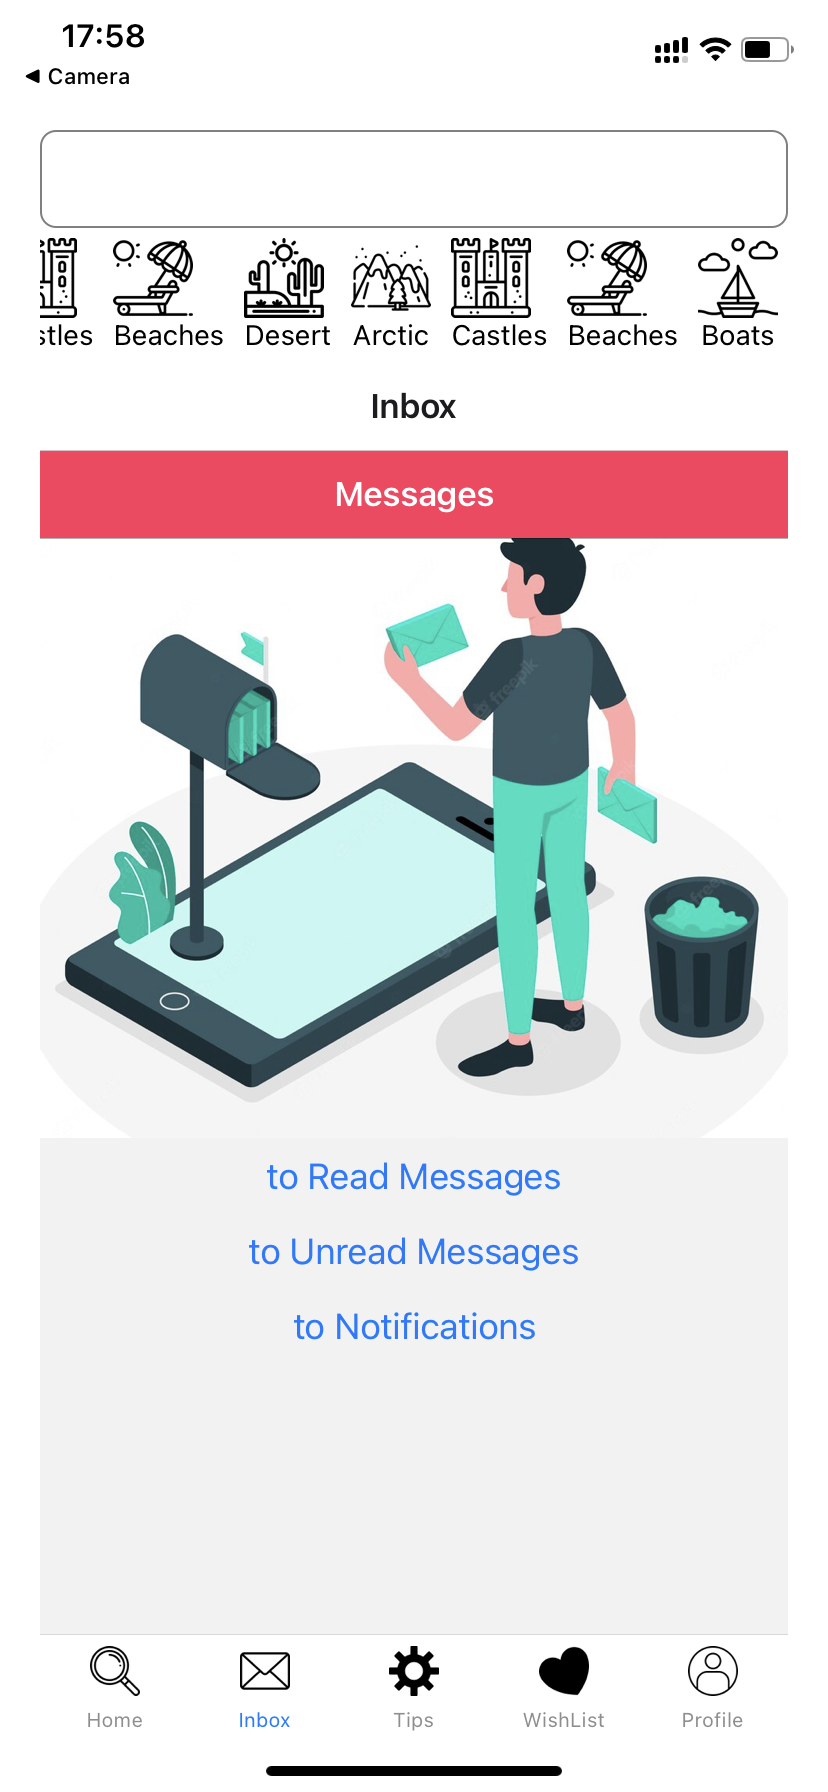 17:58
Camera
stles Beaches Desert Arctic Castles Beaches Boats
Inbox
Messages
freepik
to Read Messages
to Unread Messages
to Notifications
Home Inbox Tips WishList Profile